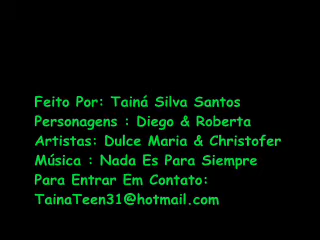 Feito Por: Tainá Silva Santos
Personagens : Diego & Roberta
Artistas: Dulce Maria & Christofer
Música : Nada Es Para Siempre
Para Entrar Em Contato:
TainaTeen31@hotmail.com